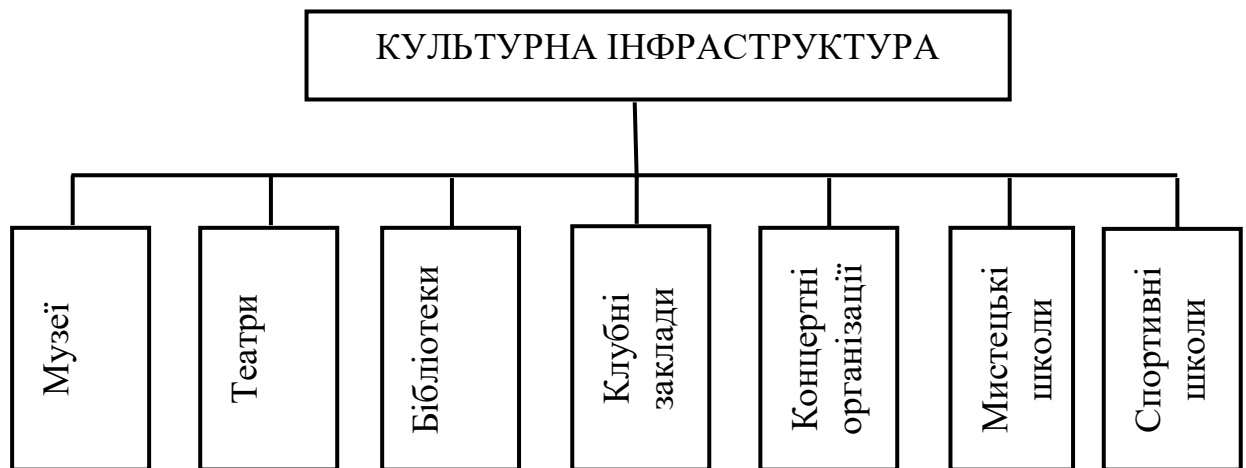 КУЛЬТУРНА ІНФРАСТРУКТУРА
Музеї
Театри
Бібліотеки
Клубні
заклади
Концертні
організації
Мистецькі
школи
Спортивні
школи